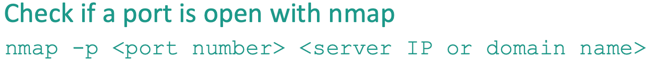 Check if a port is open with nmap
nmap -p <port number> <server IP or domain name>